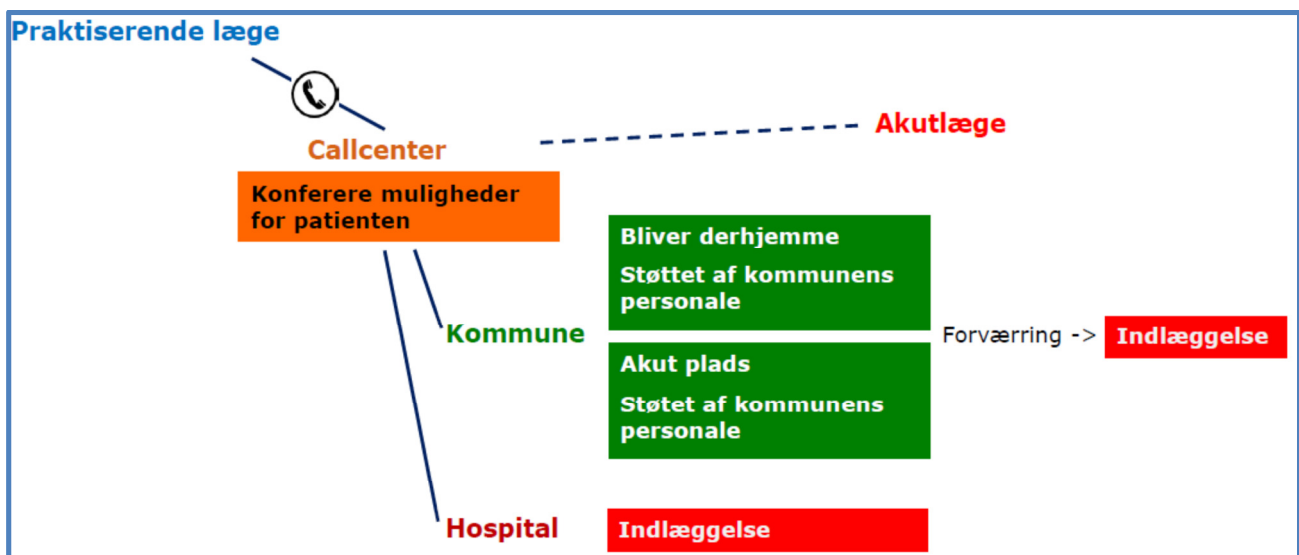 Praktiserende læge
Akutlæge
Callcenter
Konferere muligheder
for patienten
Bliver derhjemme
Støttet af kommunens
personale
Kommune
Forværring -> Indlæggelse
Akut plads
Støtet af kommunens
personale
Hospital
Indlæggelse